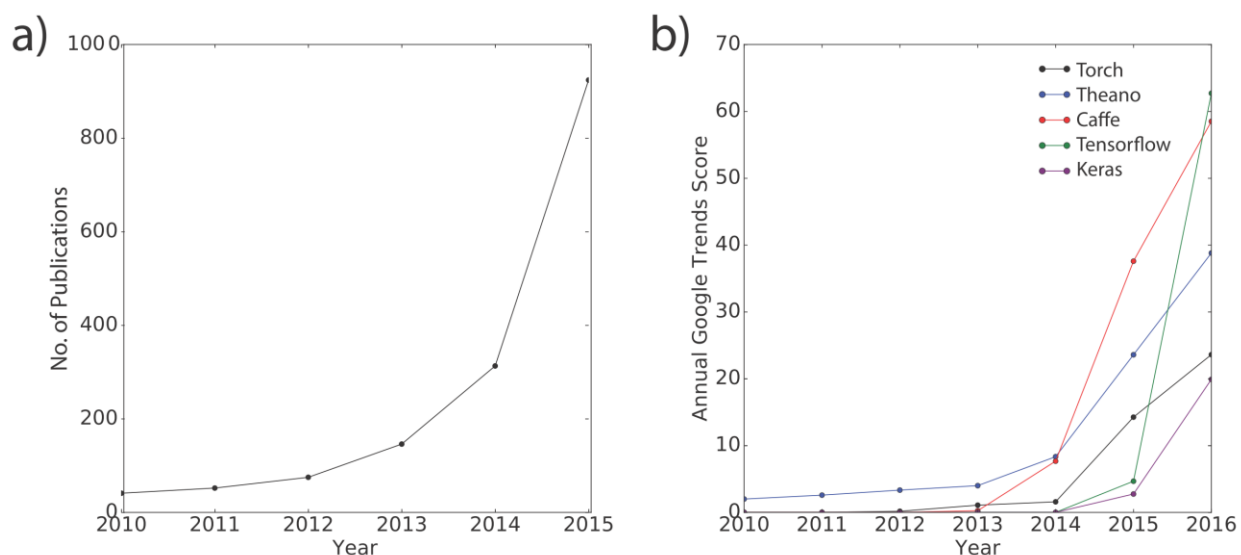 a)
1000
800
600
400
200
0
No. of Publications
2010 2011 2012 2013 2014 2015
Year
b)
70
60
50
40
30
20
10
0
Annual Google Trends Score
Torch
Theano
Caffe
Tensorflow
Keras
2010 2011 2012 2013 2014 2015 2016
Year